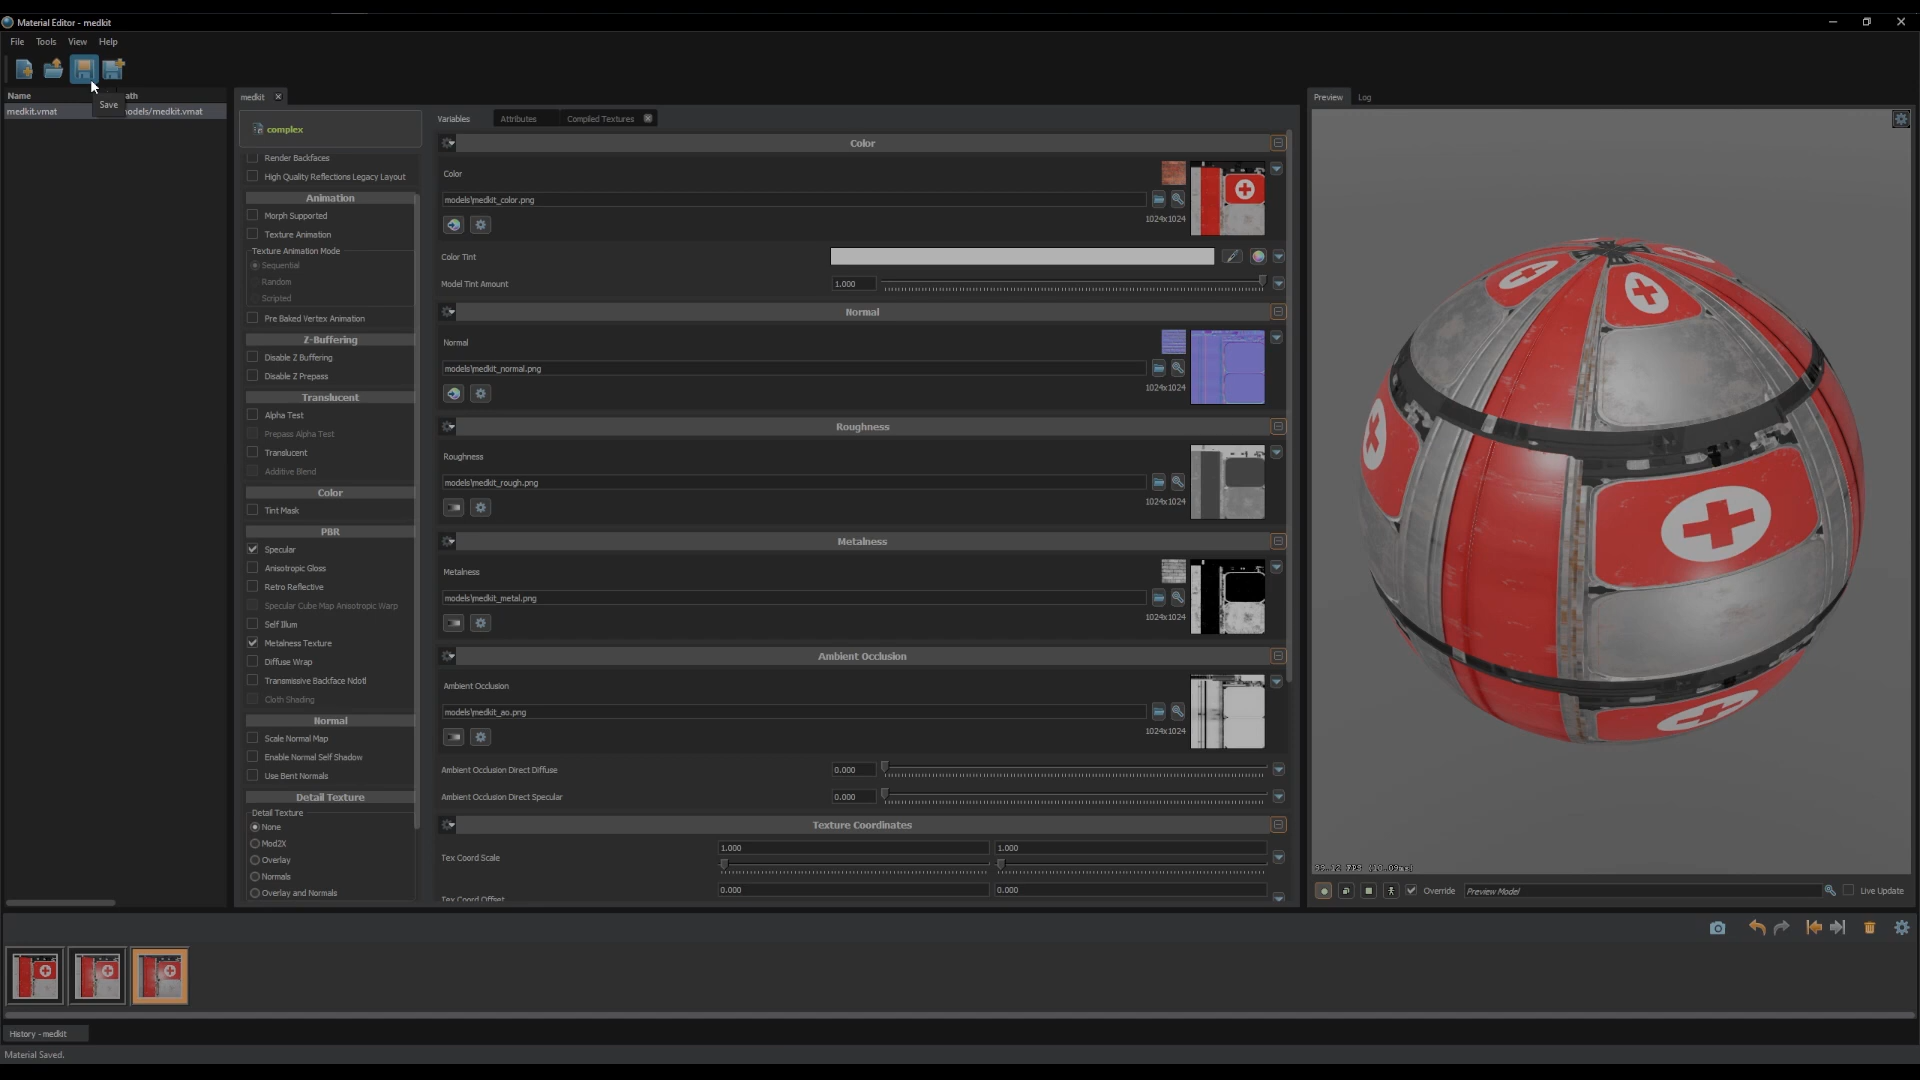 Material Editor - medkit
File Tools View Help
Name
ath
Save
medkit.vmat
odels/medkit.vmat
medkit
complex
Render Backfaces
High Quality Reflections Legacy Layout
Animation
Morph Supported
Texture Animation
Texture Animation Mode
Sequential
Random
Scripted
Pre Baked Vertex Animation
Z-Buffering
Disable Z Buffering
Disable Z Prepass
Translucent
Alpha Test
Prepass Alpha Test
Translucent
Additive Blend
Color
Tint Mask
PBR
Specular
Anisotropic Gloss
Retro Reflective
Specular Cube Map Anisotropic Warp
Self Illum
Metalness Texture
Diffuse Wrap
Transmissive Backface Ndotl
Cloth Shading
Normal
Scale Normal Map
Enable Normal Self Shadow
Use Bent Normals
Detail Texture
Detail Texture
None
Mod2X
Overlay
Normals
Overlay and Normals
Variables
Attributes
Compiled Textures
Color
Color
models\medkit_color.png
1024x1024
Color Tint
Model Tint Amount
1.000
Normal
Normal
models\medkit_normal.png
1024x1024
Roughness
Roughness
models\medkit_rough.png
1024x1024
Metalness
Metalness
models\medkit_metal.png
1024x1024
Ambient Occlusion
Ambient Occlusion
models\medkit_ao.png
1024x1024
Ambient Occlusion Direct Diffuse
0.000
Ambient Occlusion Direct Specular
0.000
Texture Coordinates
Tex Coord Scale
1.000
1.000
Tex Coord Offset
0.000
0.000
Preview
Log
Override
Preview Model
Live Update
History - medkit
Material Saved.